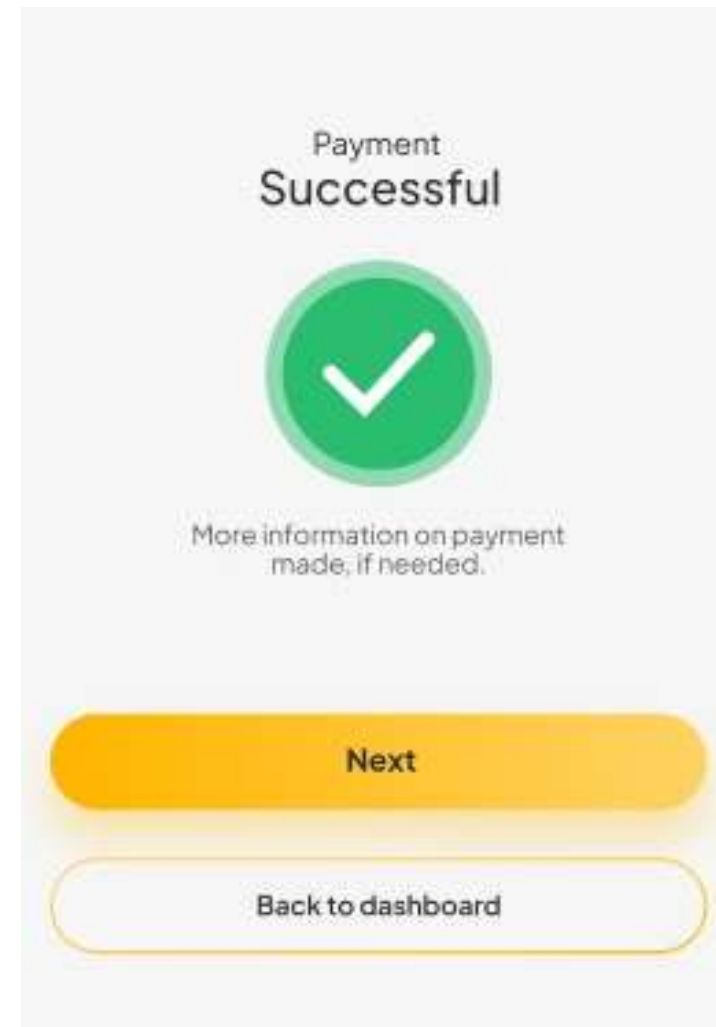 Payment
Successful
More information on payment
made, if needed.
Next
Back to dashboard